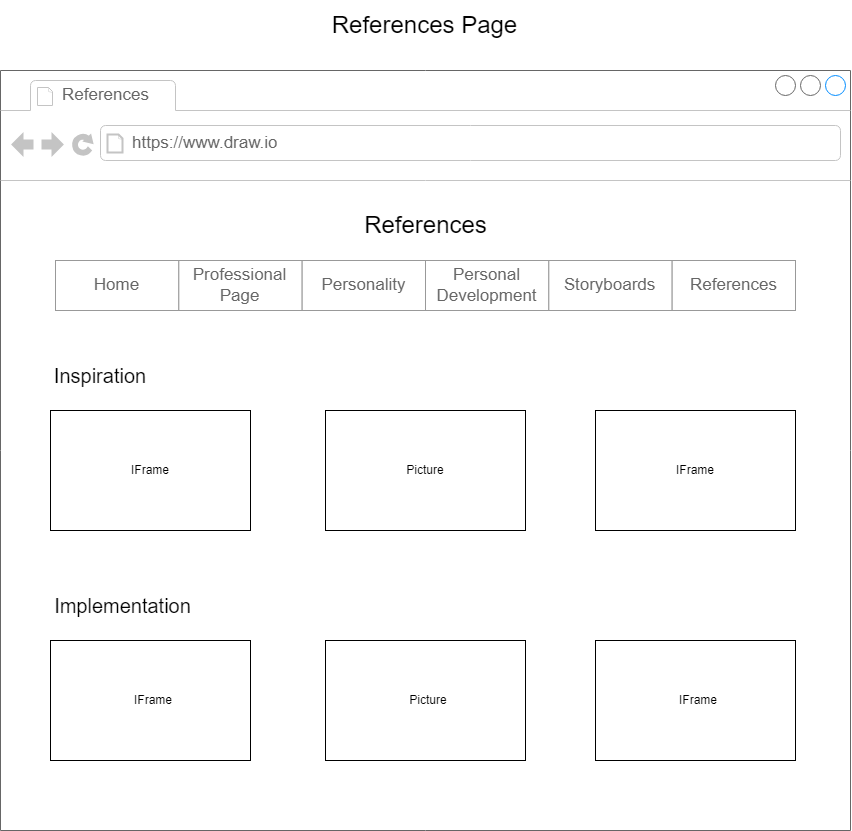 References Page
References
https://www.draw.io
References
Home
Professional
Page
Personality
Personal
Development
Storyboards
References
Inspiration
IFrame
Picture
IFrame
Implementation
IFrame
Picture
IFrame